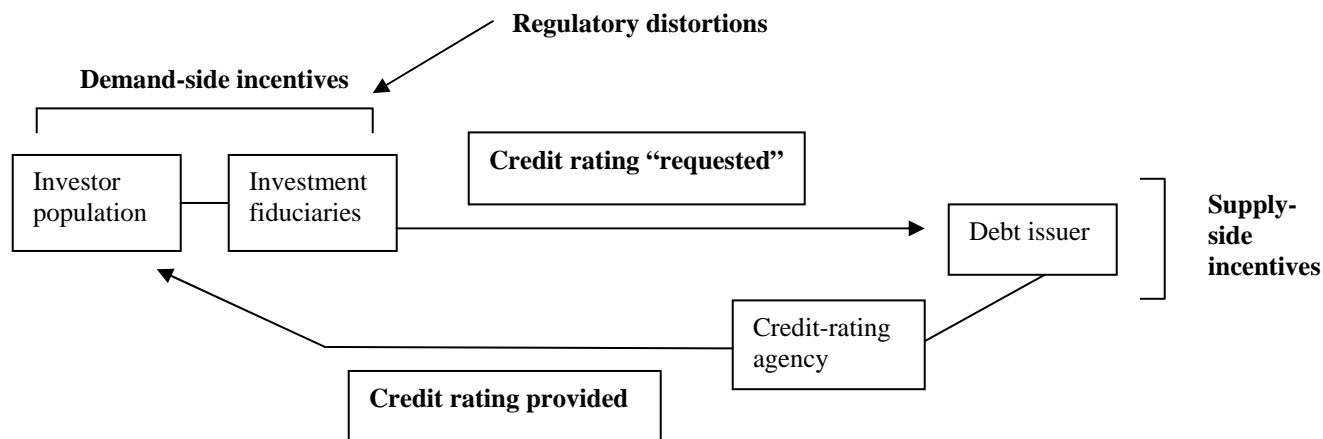 Regulatory distortions
Demand-side incentives
Credit rating “requested”
Investor
population
Investment
fiduciaries
Debt issuer
Supply-
side
incentives
Credit-rating
agency
Credit rating provided